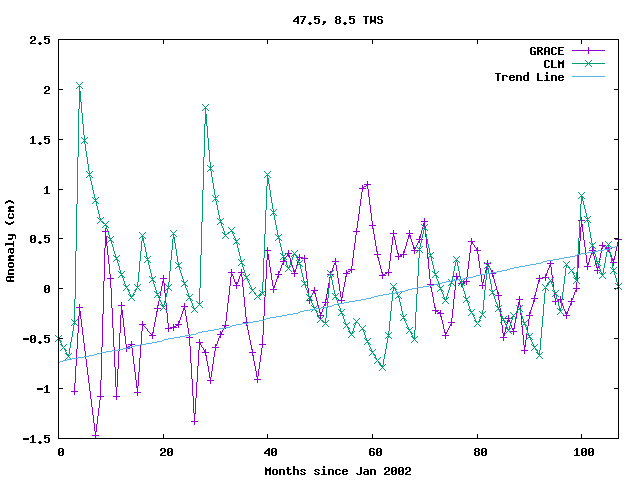 47.5, 8.5 TWS
GRACE
CLM
Trend Line
Anomaly (cm)
2.5
2
1.5
1
0.5
0
-0.5
-1
-1.5
0 20 40 60 80 100
Months since Jan 2002